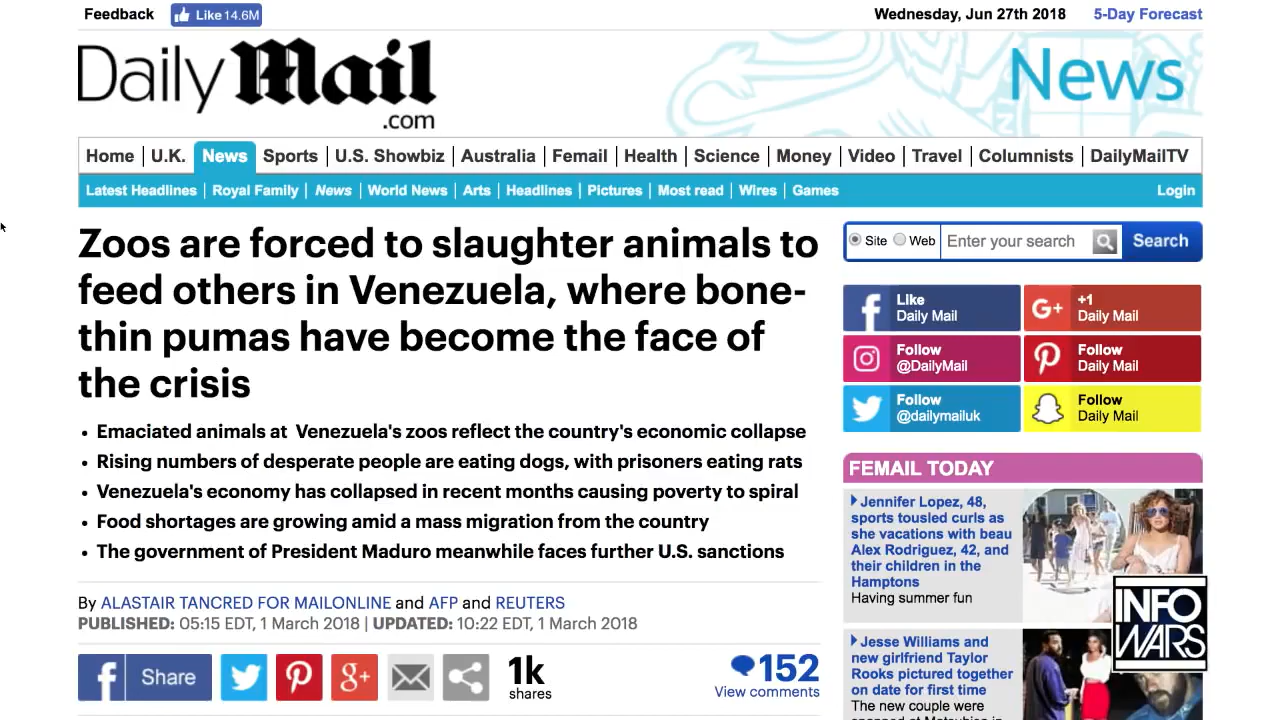 Feedback
Like 14.6M
Wednesday, Jun 27th 2018
5-Day Forecast
Daily Mail
.com
News
Home
U.K.
News
Sports
U.S. Showbiz
Australia
Femail
Health
Science
Money
Video
Travel
Columnists
DailyMailTV
Latest Headlines
Royal Family
News
World News
Arts
Headlines
Pictures
Most read
Wires
Games
Login
Zoos are forced to slaughter animals to
feed others in Venezuela, where bone-
thin pumas have become the face of
the crisis
• Emaciated animals at Venezuela's zoos reflect the country's economic collapse
• Rising numbers of desperate people are eating dogs, with prisoners eating rats
• Venezuela's economy has collapsed in recent months causing poverty to spiral
• Food shortages are growing amid a mass migration from the country
• The government of President Maduro meanwhile faces further U.S. sanctions
By ALASTAIR TANCRED FOR MAILONLINE and AFP and REUTERS
PUBLISHED: 05:15 EDT, 1 March 2018 | UPDATED: 10:22 EDT, 1 March 2018
Share
1k
shares
152
View comments
Site
Web
Enter your search
Search
Like
Daily Mail
+1
Daily Mail
Follow
@DailyMail
Follow
Daily Mail
Follow
@dailymailuk
Follow
Daily Mail
FEMAIL TODAY
Jennifer Lopez, 48,
sports tousled curls as
she vacations with beau
Alex Rodriguez, 42, and
their children in the
Hamptons
Having summer fun
Jesse Williams and
new girlfriend Taylor
Rooks pictured together
on date for first time
The new couple were
INFO
WARS